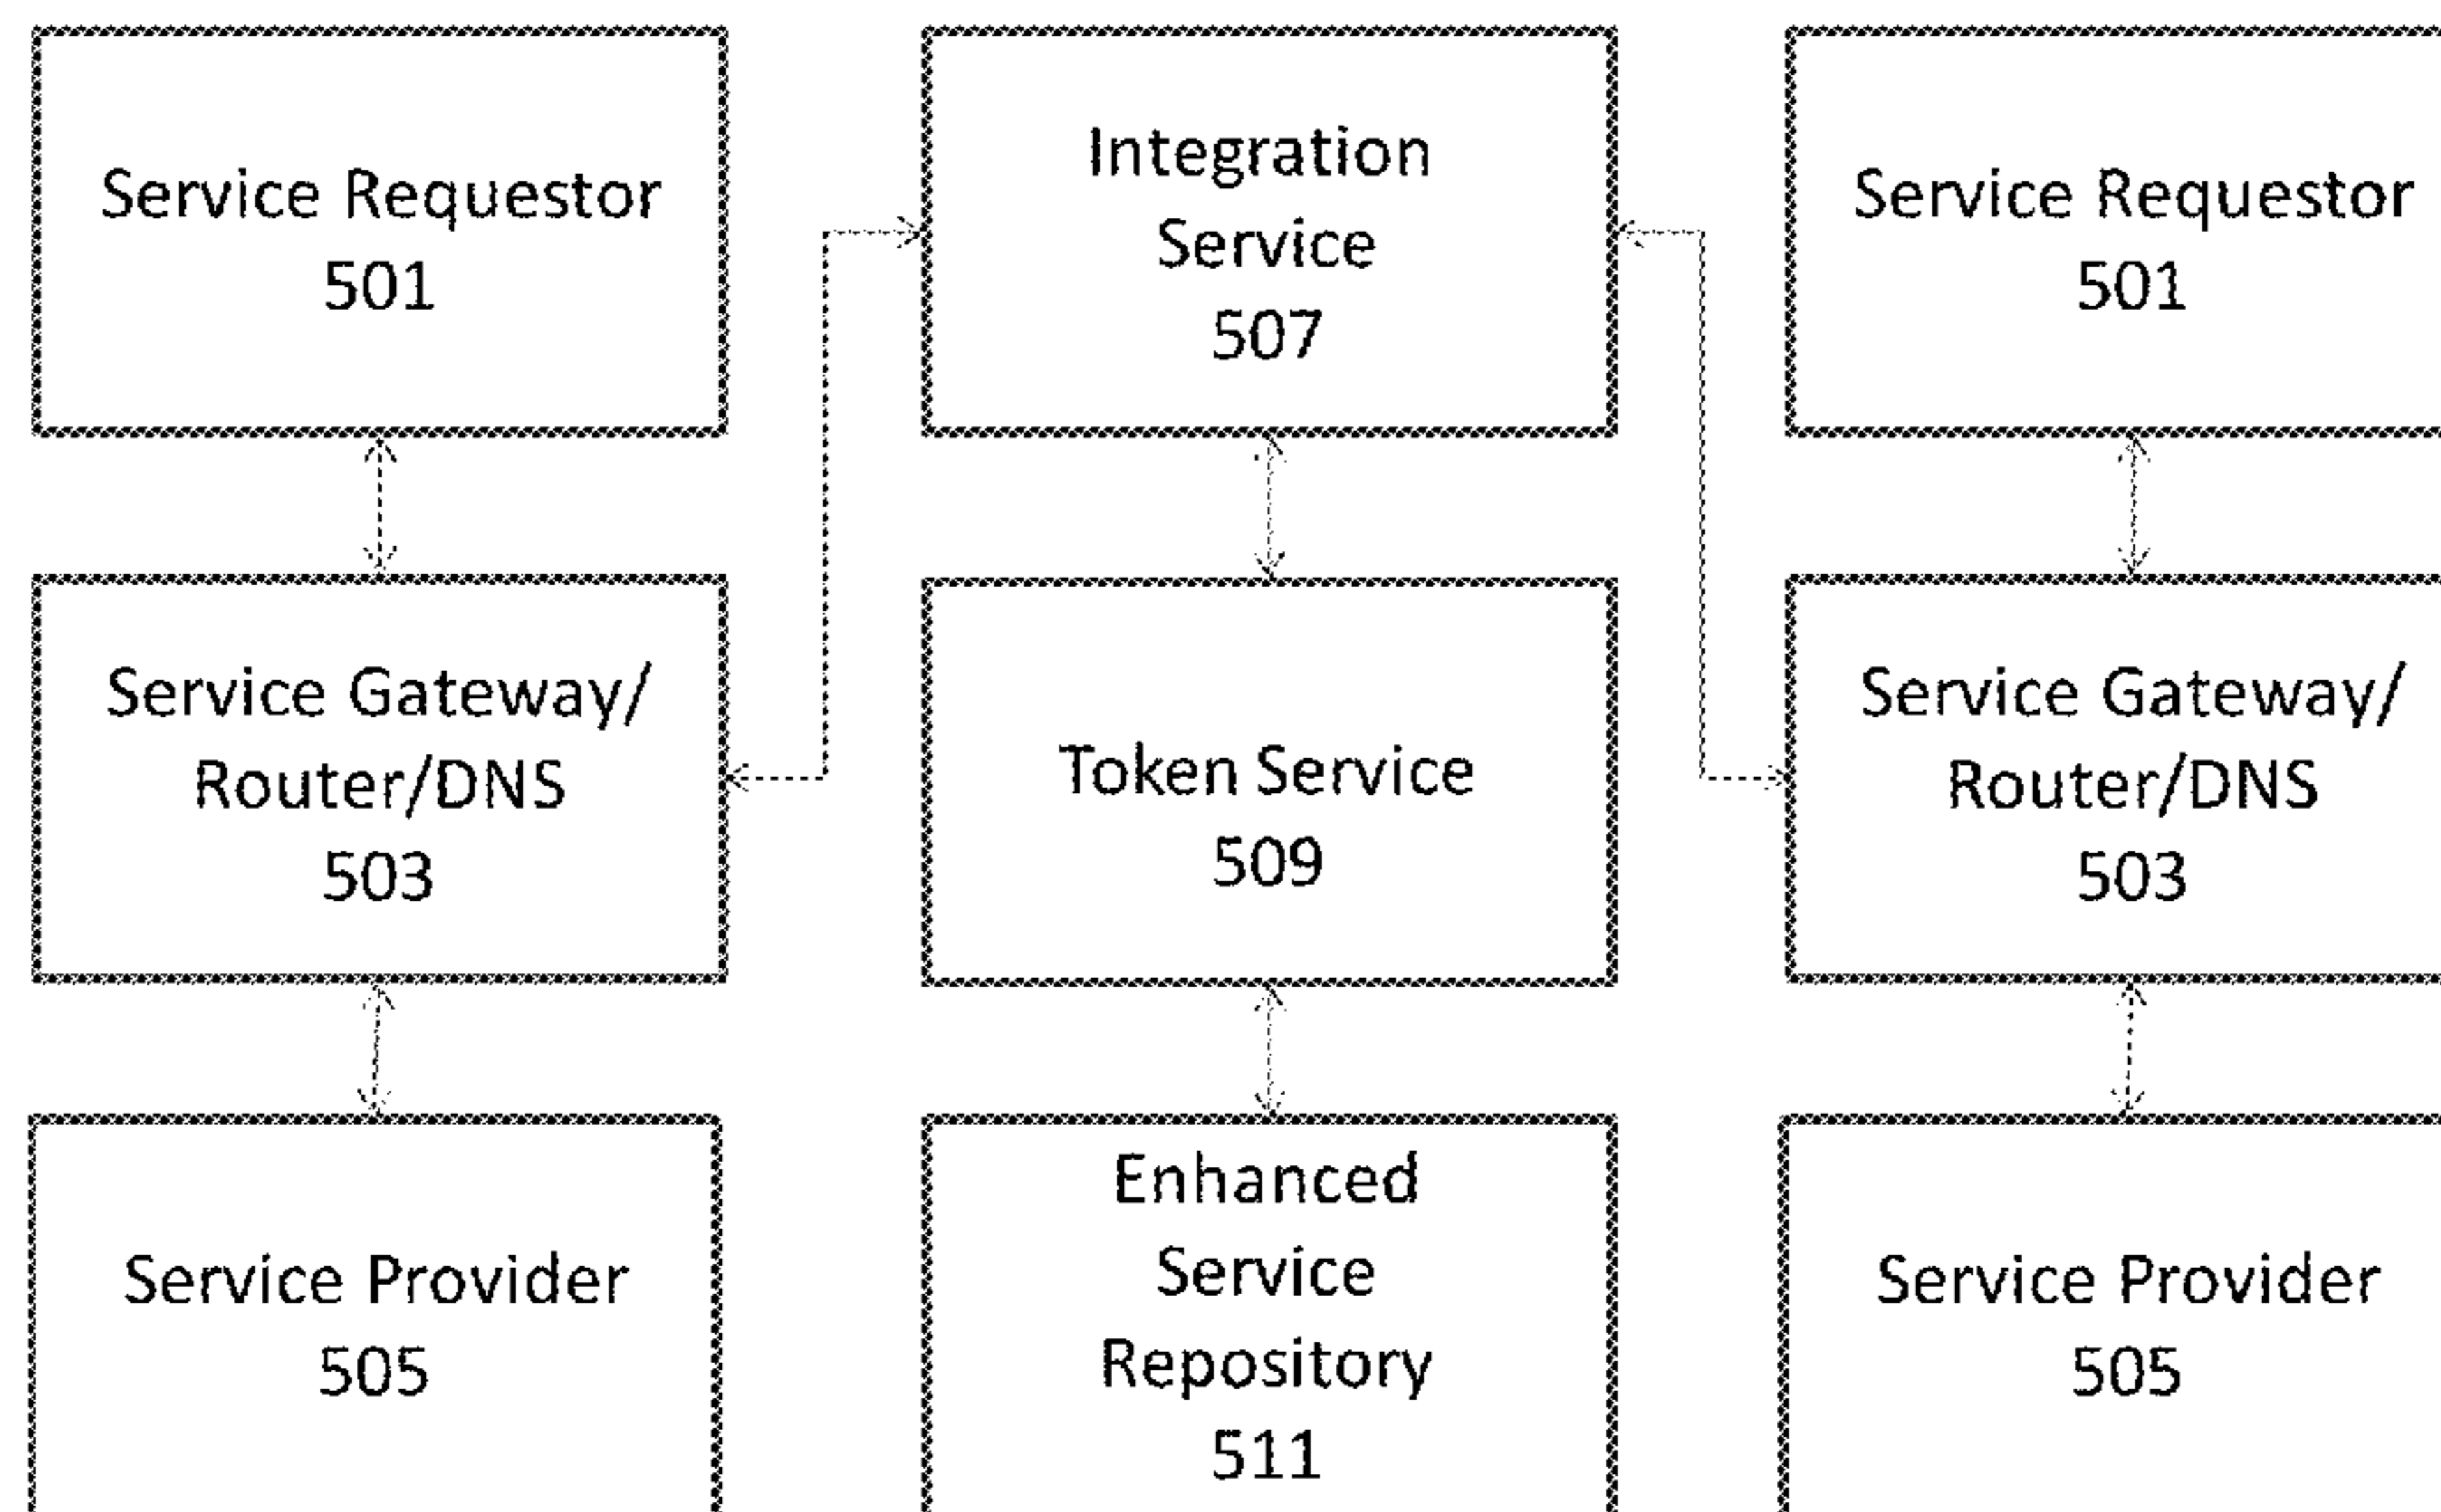 Service Requestor
501
Integration
Service
507
Service Requestor
501
Service Gateway/
Router/DNS
503
Token Service
509
Service Gateway/
Router/DNS
503
Service Provider
505
Enhanced
Service
Repository
511
Service Provider
505